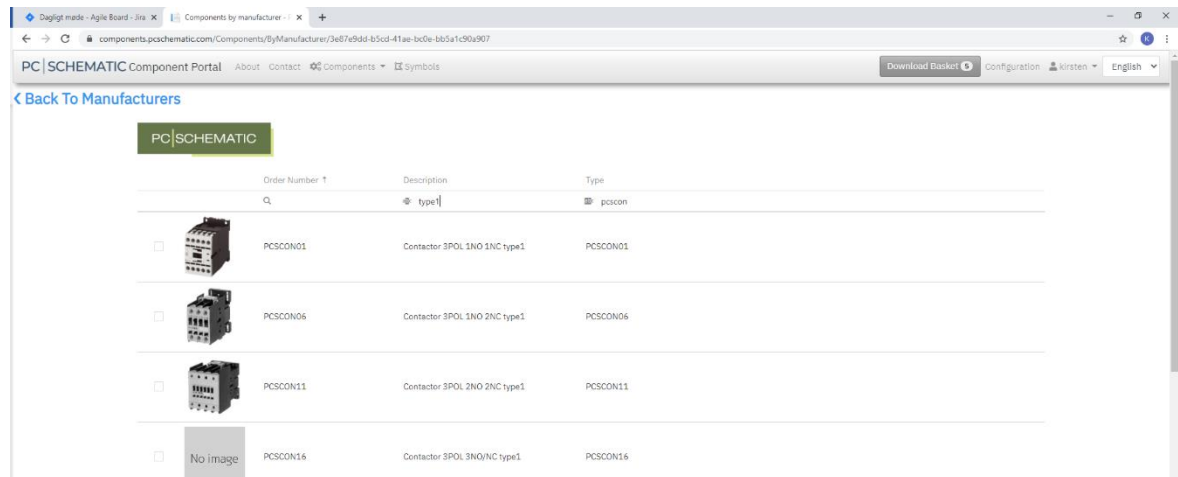 Dagligt møde - Agile Board - Jira
Components by manufacturer -
components.pcschematic.com/Components/ByManufacturer/3e87e9dd-b5cd-41ae-bc0e-bb5a1c90a907
K
PC|SCHEMATIC Component Portal About Contact Components Symbols Download Basket 5 Configuration kirsten English
Back To Manufacturers
PC|SCHEMATIC
Order Number Description Type
type1 pcscon
PCSCON01 Contactor 3POL 1NO 1NC type1 PCSCON01
PCSCON06 Contactor 3POL 1NO 2NC type1 PCSCON06
PCSCON11 Contactor 3POL 2NO 2NC type1 PCSCON11
No image PCSCON16 Contactor 3POL 3NO/NC type1 PCSCON16